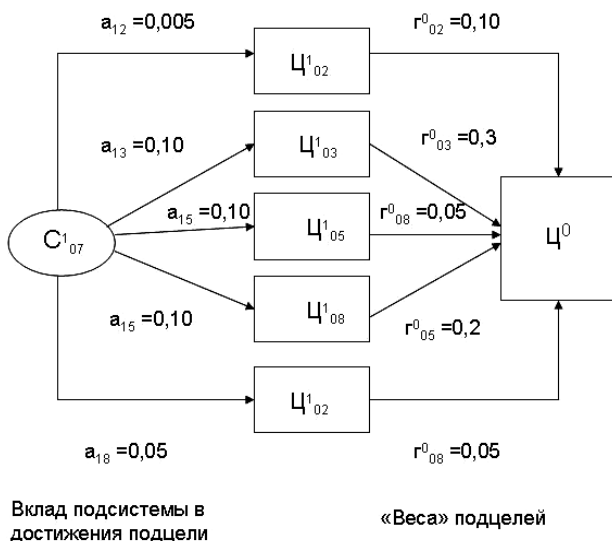 a₁₂ =0,005
r⁰₀₂ =0,10
Ц¹₀₂
a₁₃ =0,10
Ц¹₀₃
r⁰₀₃ =0,3
a₁₅ =0,10
Ц¹₀₅
r⁰₀₈ =0,05
С¹₀₇
Ц⁰
a₁₅ =0,10
Ц¹₀₈
r⁰₀₅ =0,2
Ц¹₀₂
a₁₈ =0,05
r⁰₀₈ =0,05
Вклад подсистемы в
достижения подцели
«Веса» подцелей